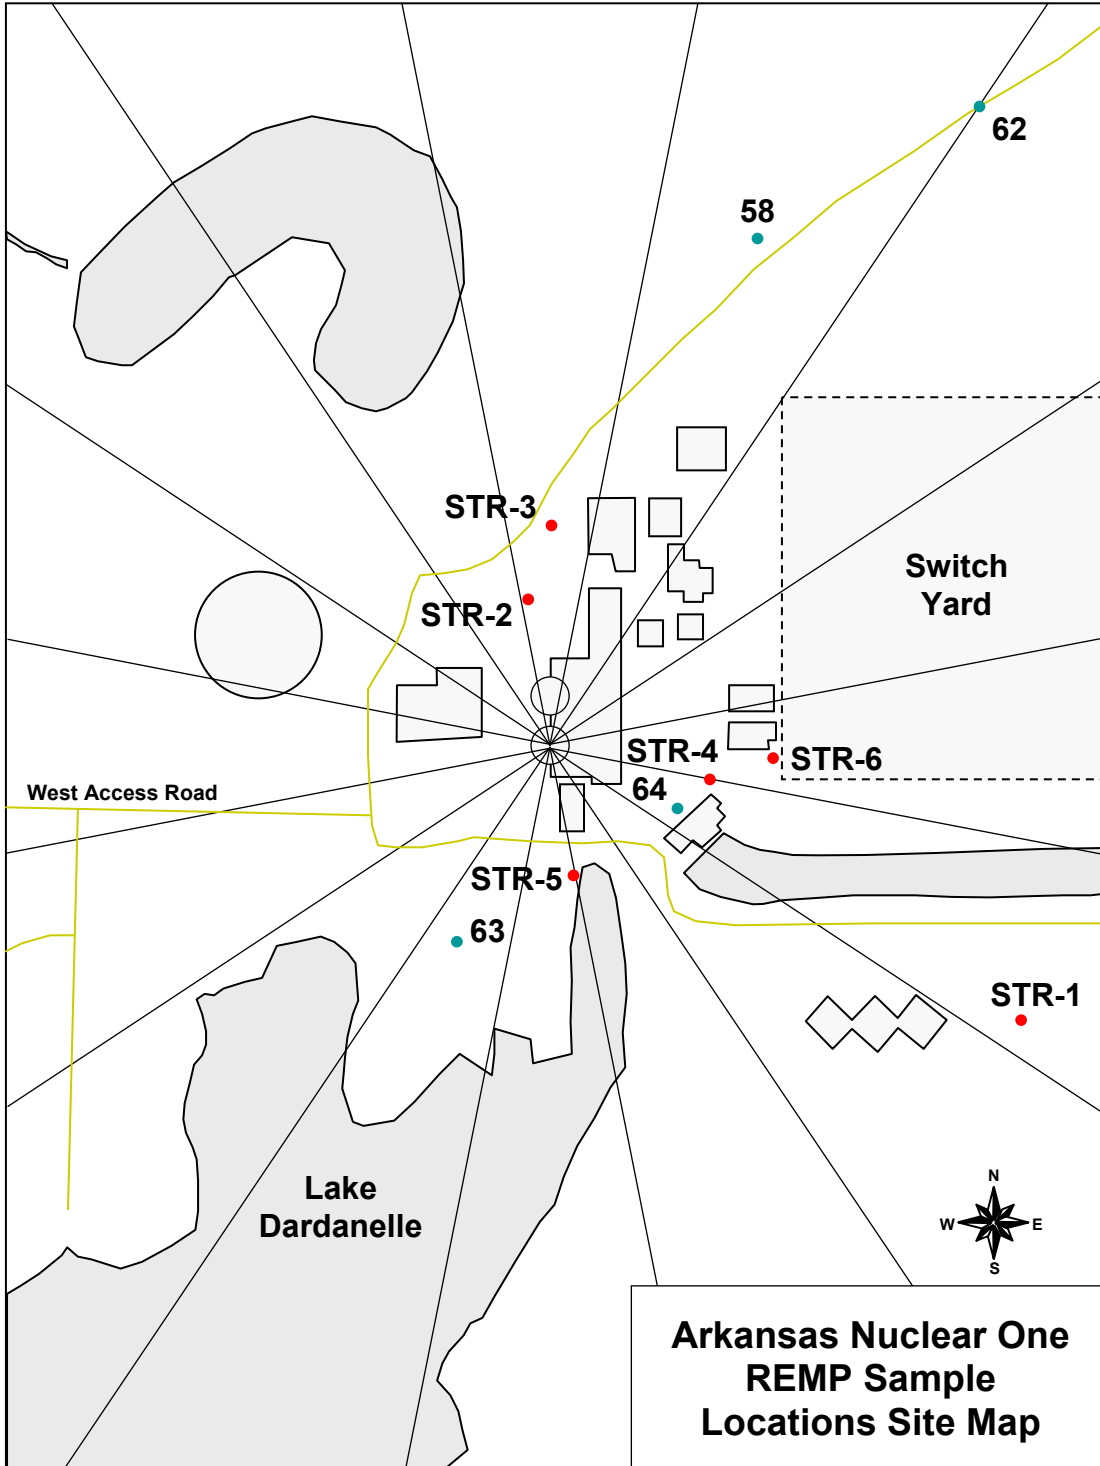 62
58
STR-3
Switch
Yard
STR-2
STR-4
STR-6
64
West Access Road
STR-5
63
STR-1
N
W
E
S
Lake
Dardanelle
Arkansas Nuclear One
REMP Sample
Locations Site Map